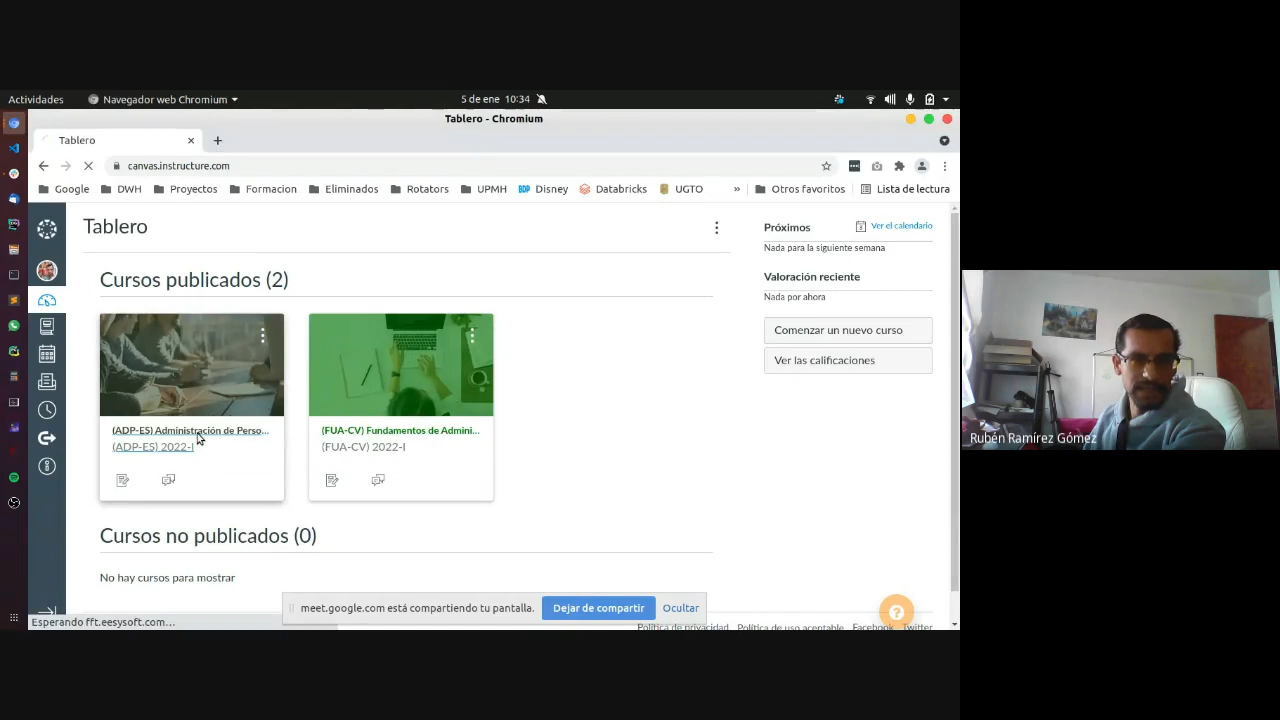 Actividades
Navegador web Chromium
5 de ene 10:34
Tablero - Chromium
Tablero
canvas.instructure.com
Google
DWH
Proyectos
Formacion
Eliminados
Rotators
UPMH
Disney
Databricks
UGTO
»
Otros favoritos
Lista de lectura
Tablero
Cursos publicados (2)
(ADP-ES) Administración de Perso...
(ADP-ES) 2022-I
(FUA-CV) Fundamentos de Admini...
(FUA-CV) 2022-I
Cursos no publicados (0)
No hay cursos para mostrar
Próximos
Ver el calendario
Nada para la siguiente semana
Valoración reciente
Nada por ahora
Comenzar un nuevo curso
Ver las calificaciones
meet.google.com está compartiendo tu pantalla.
Dejar de compartir
Ocultar
Esperando fft.eesysoft.com...
Política de privacidad
Política de uso aceptable
Facebook
Twitter
Rubén Ramírez Gómez